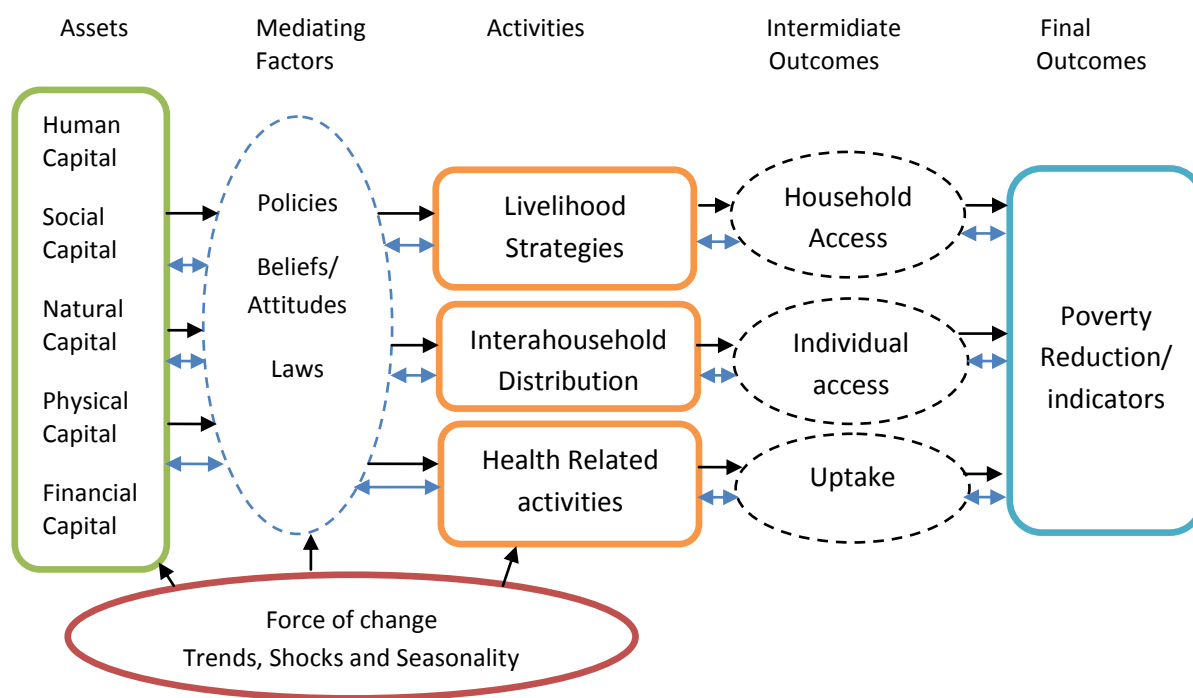 Assets
Mediating
Factors
Activities
Intermidiate
Outcomes
Final
Outcomes
Human
Capital
Social
Capital
Natural
Capital
Physical
Capital
Financial
Capital
Policies
Beliefs/
Attitudes
Laws
Livelihood
Strategies
Interahousehold
Distribution
Health Related
activities
Household
Access
Individual
access
Uptake
Poverty
Reduction/
indicators
Force of change
Trends, Shocks and Seasonality